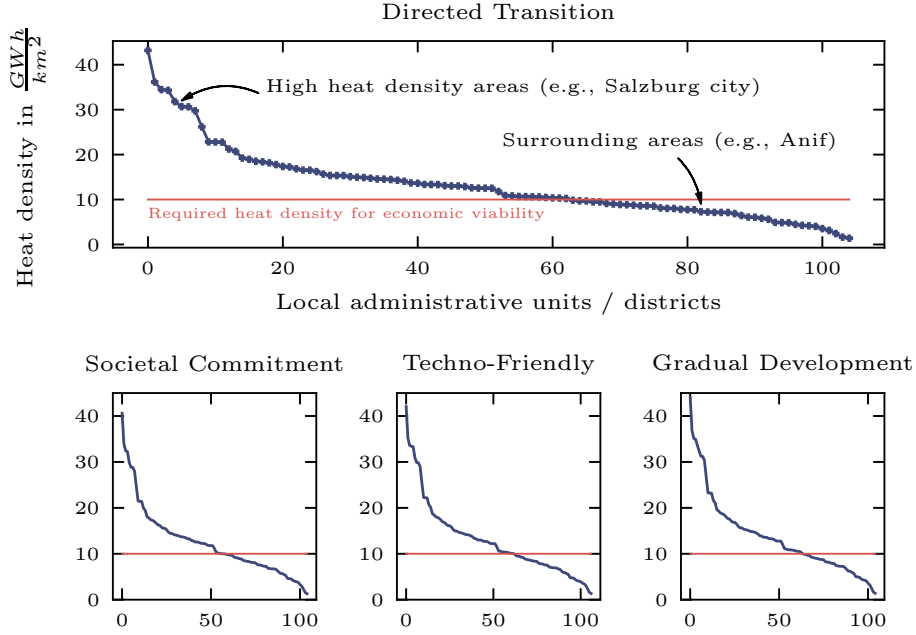 Directed Transition
Heat density in GWh/km²
40
30
20
10
0
High heat density areas (e.g., Salzburg city)
Surrounding areas (e.g., Anif)
Required heat density for economic viability
0 20 40 60 80 100
Local administrative units / districts
Societal Commitment
40
30
20
10
0
0 50 100
Techno-Friendly
40
30
20
10
0
0 50 100
Gradual Development
40
30
20
10
0
0 50 100